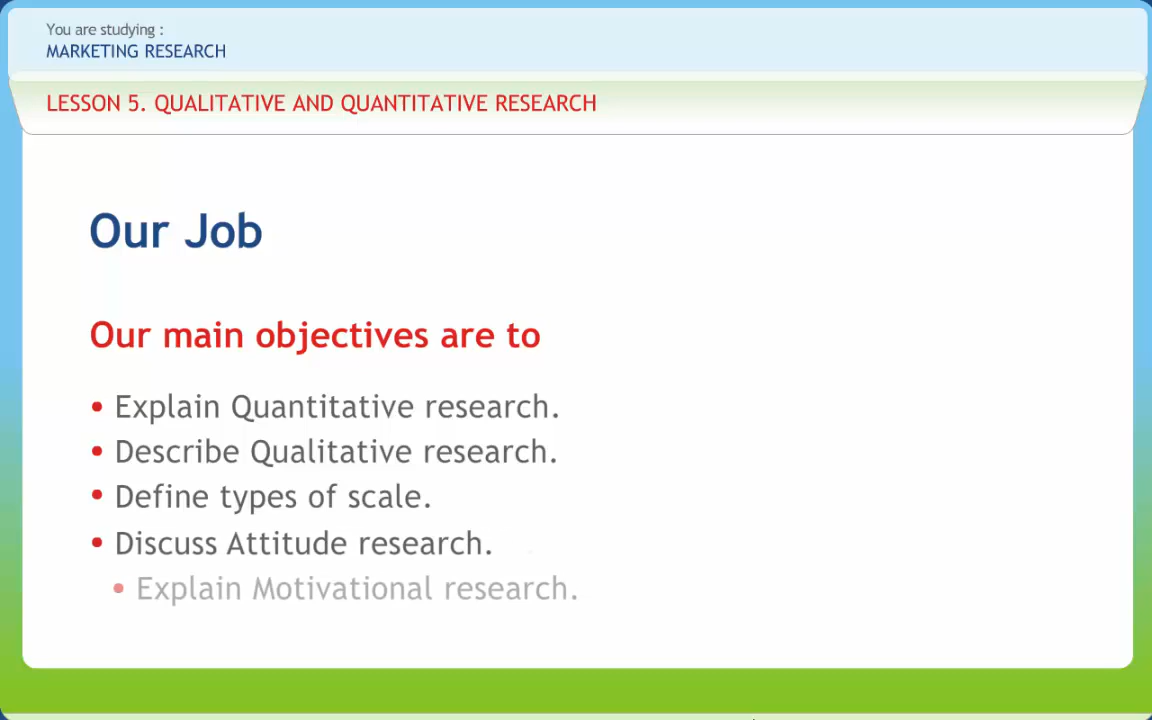 You are studying :
MARKETING RESEARCH
LESSON 5. QUALITATIVE AND QUANTITATIVE RESEARCH
Our Job
Our main objectives are to
• Explain Quantitative research.
• Describe Qualitative research.
• Define types of scale.
• Discuss Attitude research.
• Explain Motivational research.